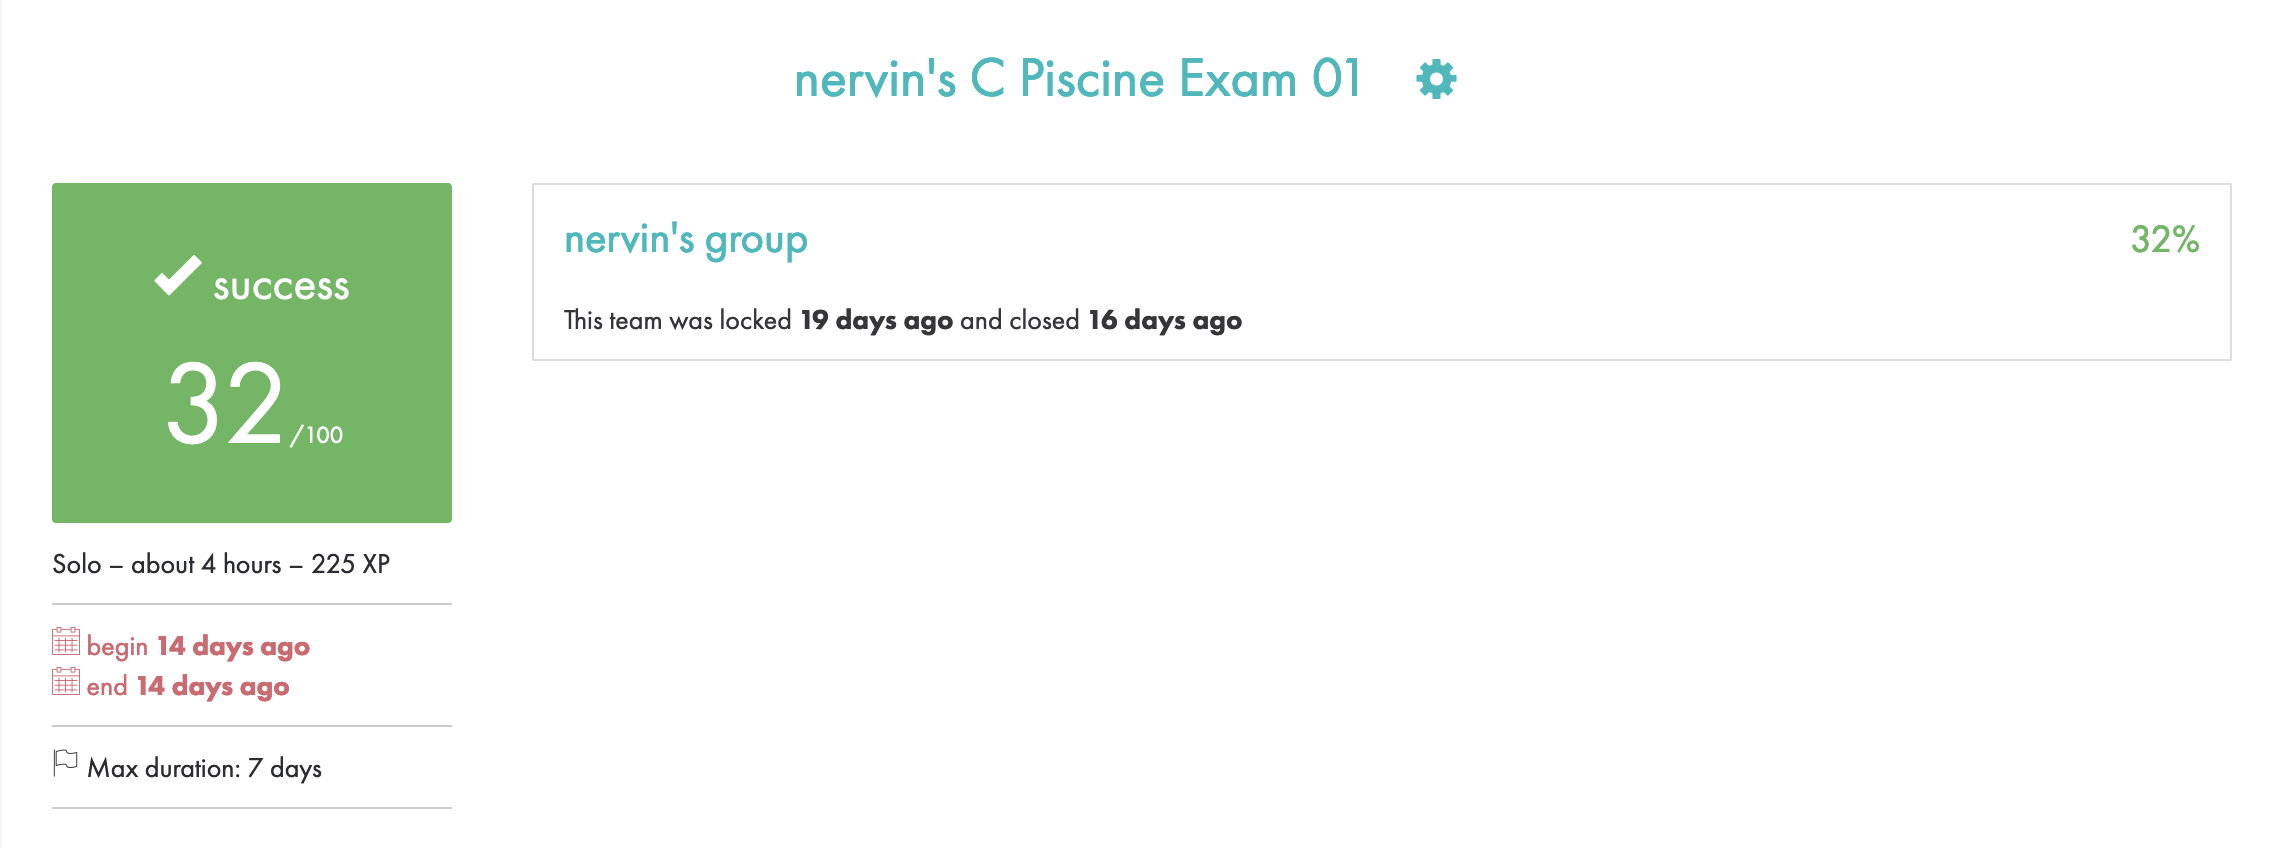 nervin's C Piscine Exam 01
success
32/100
Solo – about 4 hours – 225 XP
begin 14 days ago
end 14 days ago
Max duration: 7 days
nervin's group
32%
This team was locked 19 days ago and closed 16 days ago